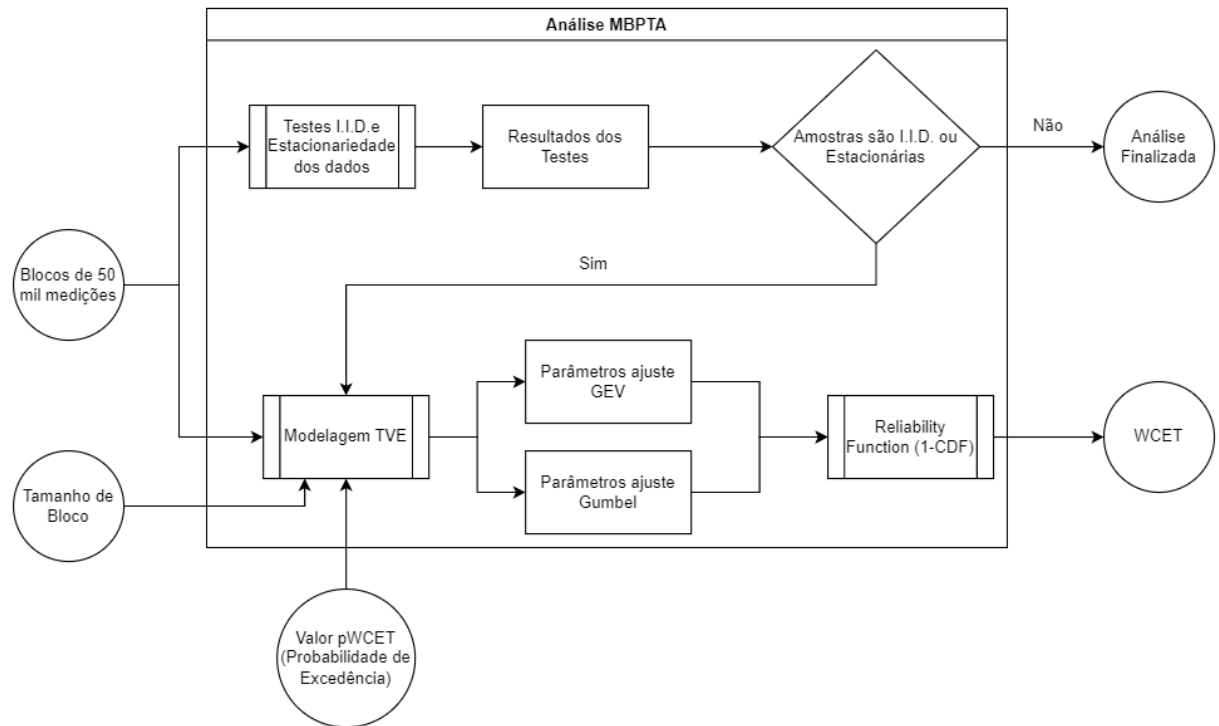 Análise MBPTA
Testes I.I.D.e
Estacionariedade
dos dados
Resultados dos
Testes
Amostras são I.I.D. ou
Estacionárias
Não
Análise
Finalizada
Sim
Blocos de 50
mil medições
Parâmetros ajuste
GEV
Modelagem TVE
Reliability
Function (1-CDF)
WCET
Parâmetros ajuste
Gumbel
Tamanho de
Bloco
Valor pWCET
(Probabilidade de
Excedência)